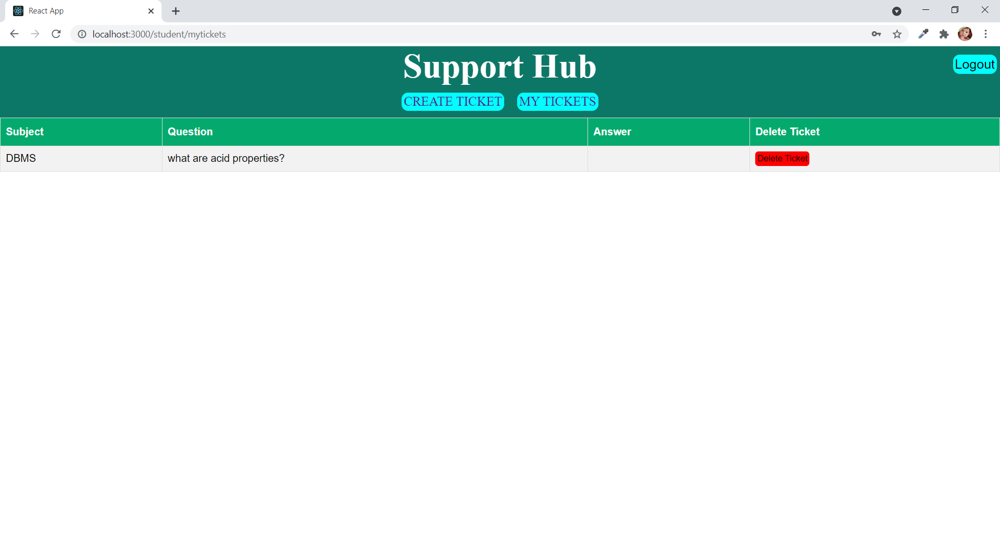 React App
localhost:3000/student/mytickets
Support Hub
Logout
CREATE TICKET MY TICKETS
Subject Question Answer Delete Ticket
DBMS what are acid properties? Delete Ticket